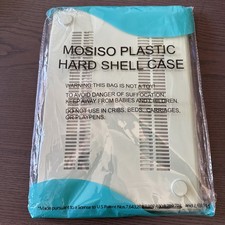 MOSISO PLASTIC
HARD SHELL CASE
WARNING:THIS BAG IS NOT A TOY
TO AVOID DANGER OF SUFFOCATION,
KEEP AWAY FROM BABIES AND CHILDREN.
DO NOT USE IN CRIBS, BEDS, CARRIAGES,
OR PLAYPENS.